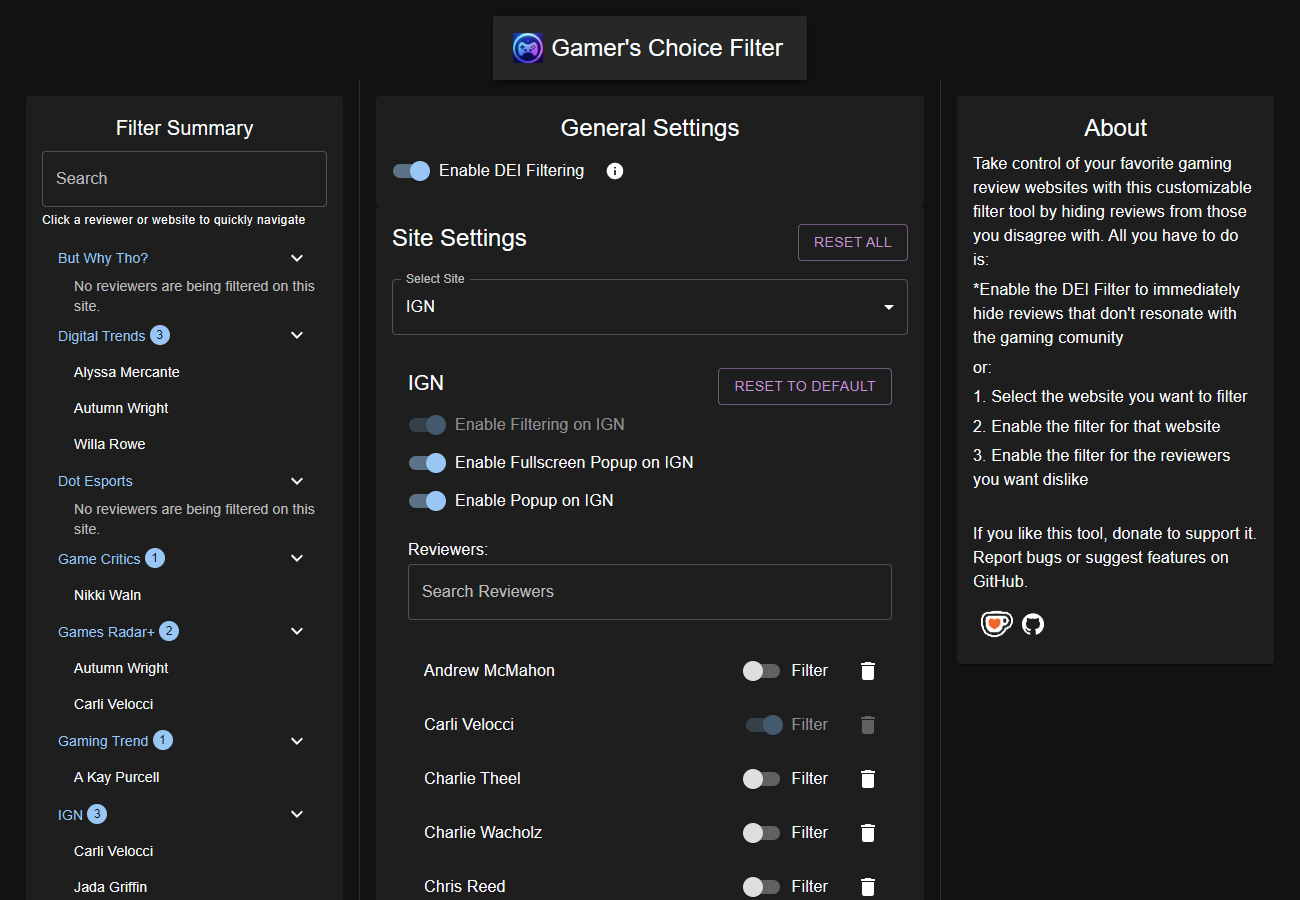 Gamer's Choice Filter
Filter Summary
Search
Click a reviewer or website to quickly navigate
But Why Tho?
No reviewers are being filtered on this
site.
Digital Trends 3
Alyssa Mercante
Autumn Wright
Willa Rowe
Dot Esports
No reviewers are being filtered on this
site.
Game Critics 1
Nikki Waln
Games Radar+ 2
Autumn Wright
Carli Velocci
Gaming Trend 1
A Kay Purcell
IGN 3
Carli Velocci
Jada Griffin
General Settings
Enable DEI Filtering
Site Settings
RESET ALL
Select Site
IGN
IGN
RESET TO DEFAULT
Enable Filtering on IGN
Enable Fullscreen Popup on IGN
Enable Popup on IGN
Reviewers:
Search Reviewers
Andrew McMahon Filter
Carli Velocci Filter
Charlie Theel Filter
Charlie Wacholz Filter
Chris Reed Filter
About
Take control of your favorite gaming
review websites with this customizable
filter tool by hiding reviews from those
you disagree with. All you have to do
is:
*Enable the DEI Filter to immediately
hide reviews that don't resonate with
the gaming comunity
or:
1. Select the website you want to filter
2. Enable the filter for that website
3. Enable the filter for the reviewers
you want dislike
If you like this tool, donate to support it.
Report bugs or suggest features on
GitHub.